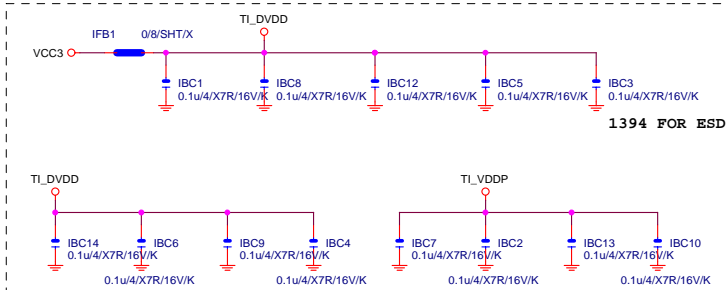 TI_DVDD
IFB1 0/8/SHT/X
VCC3
IBC1 IBC8 IBC12 IBC5 IBC3
0.1u/4/X7R/16V/K 0.1u/4/X7R/16V/K 0.1u/4/X7R/16V/K 0.1u/4/X7R/16V/K 0.1u/4/X7R/16V/K
1394 FOR ESD
TI_DVDD TI_VDDP
IBC14 IBC6 IBC9 IBC4 IBC7 IBC2 IBC13 IBC10
0.1u/4/X7R/16V/K 0.1u/4/X7R/16V/K 0.1u/4/X7R/16V/K 0.1u/4/X7R/16V/K
0.1u/4/X7R/16V/K 0.1u/4/X7R/16V/K 0.1u/4/X7R/16V/K 0.1u/4/X7R/16V/K